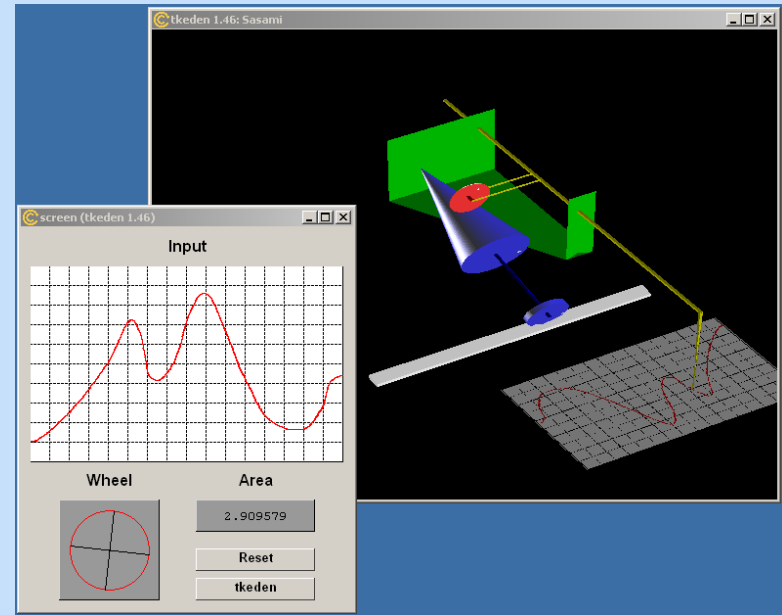 tkeden 1.46: Sasami
screen (tkeden 1.46)
Input
Wheel
Area
2.909579
Reset
tkeden